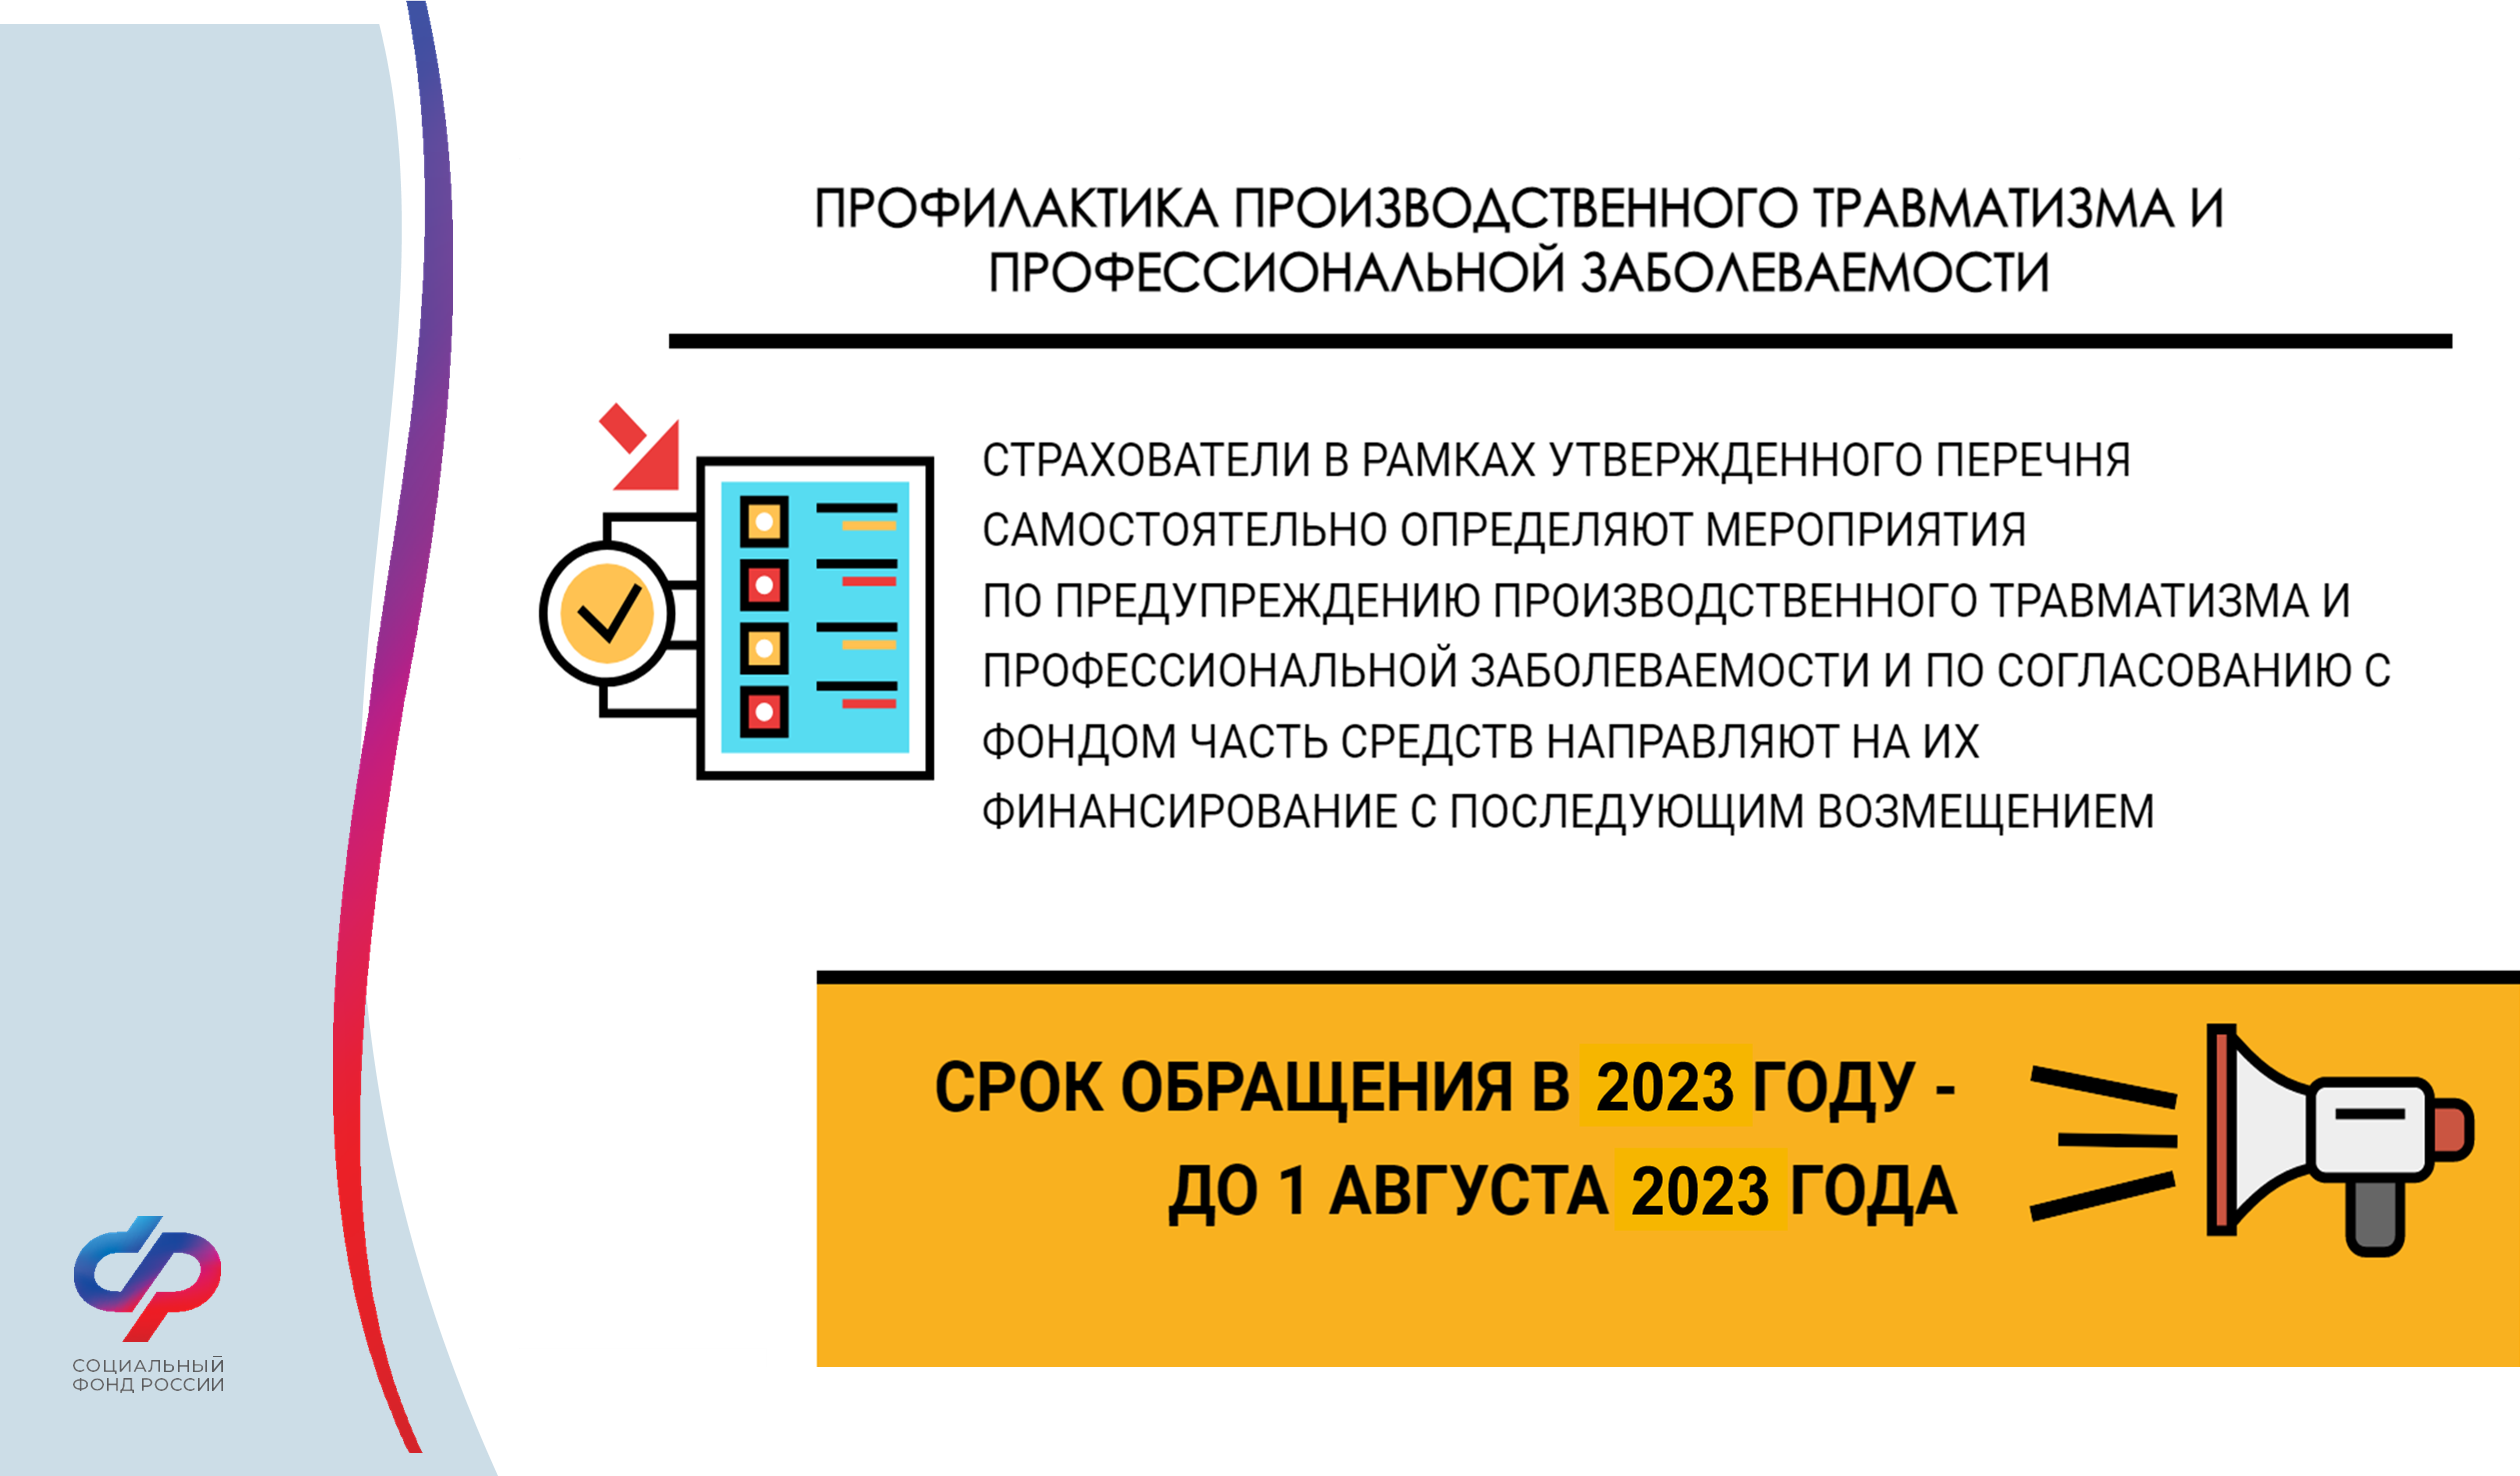 ПРОФИЛАКТИКА ПРОИЗВОДСТВЕННОГО ТРАВМАТИЗМА И
ПРОФЕССИОНАЛЬНОЙ ЗАБОЛЕВАЕМОСТИ
СТРАХОВАТЕЛИ В РАМКАХ УТВЕРЖДЕННОГО ПЕРЕЧНЯ
САМОСТОЯТЕЛЬНО ОПРЕДЕЛЯЮТ МЕРОПРИЯТИЯ
ПО ПРЕДУПРЕЖДЕНИЮ ПРОИЗВОДСТВЕННОГО ТРАВМАТИЗМА И
ПРОФЕССИОНАЛЬНОЙ ЗАБОЛЕВАЕМОСТИ И ПО СОГЛАСОВАНИЮ С
ФОНДОМ ЧАСТЬ СРЕДСТВ НАПРАВЛЯЮТ НА ИХ
ФИНАНСИРОВАНИЕ С ПОСЛЕДУЮЩИМ ВОЗМЕЩЕНИЕМ
СРОК ОБРАЩЕНИЯ В 2023 ГОДУ -
ДО 1 АВГУСТА 2023 ГОДА
СОЦИАЛЬНЫЙ
ФОНД РОССИИ